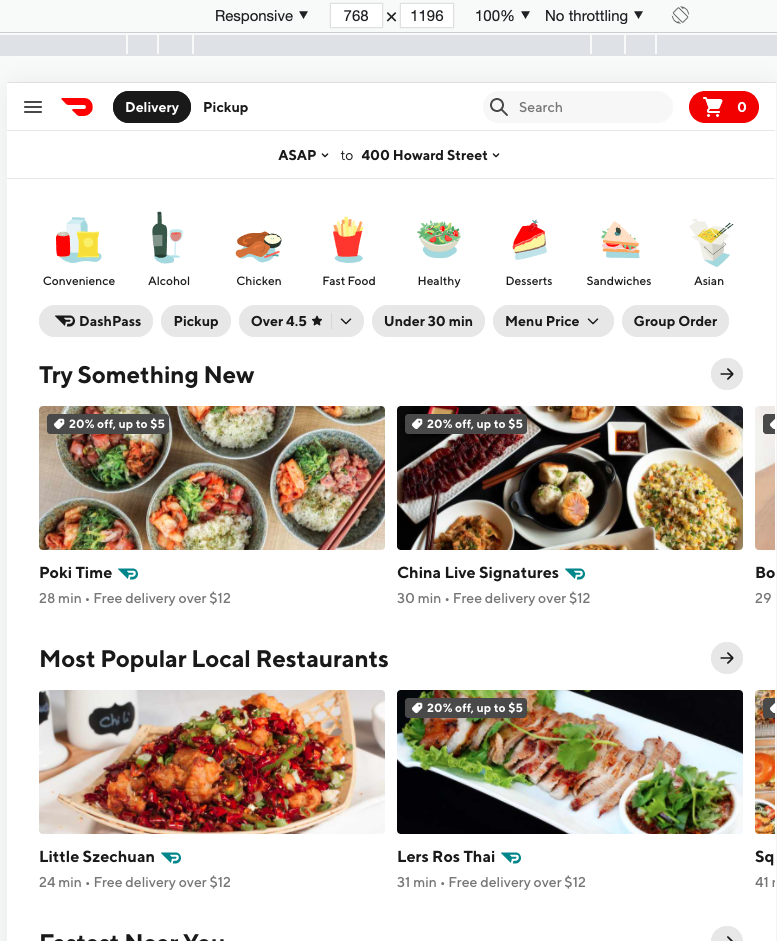 Responsive ▼ 768 × 1196 100% ▼ No throttling ▼
Delivery Pickup Search 0
ASAP to 400 Howard Street
Convenience Alcohol Chicken Fast Food Healthy Desserts Sandwiches Asian
DashPass Pickup Over 4.5 ★ Under 30 min Menu Price Group Order
Try Something New
20% off, up to $5 20% off, up to $5
Poki Time China Live Signatures Bo
28 min • Free delivery over $12 30 min • Free delivery over $12 29
Most Popular Local Restaurants
Chili
20% off, up to $5
Little Szechuan Lers Ros Thai Sq
24 min • Free delivery over $12 31 min • Free delivery over $12 41
Fastest Near You